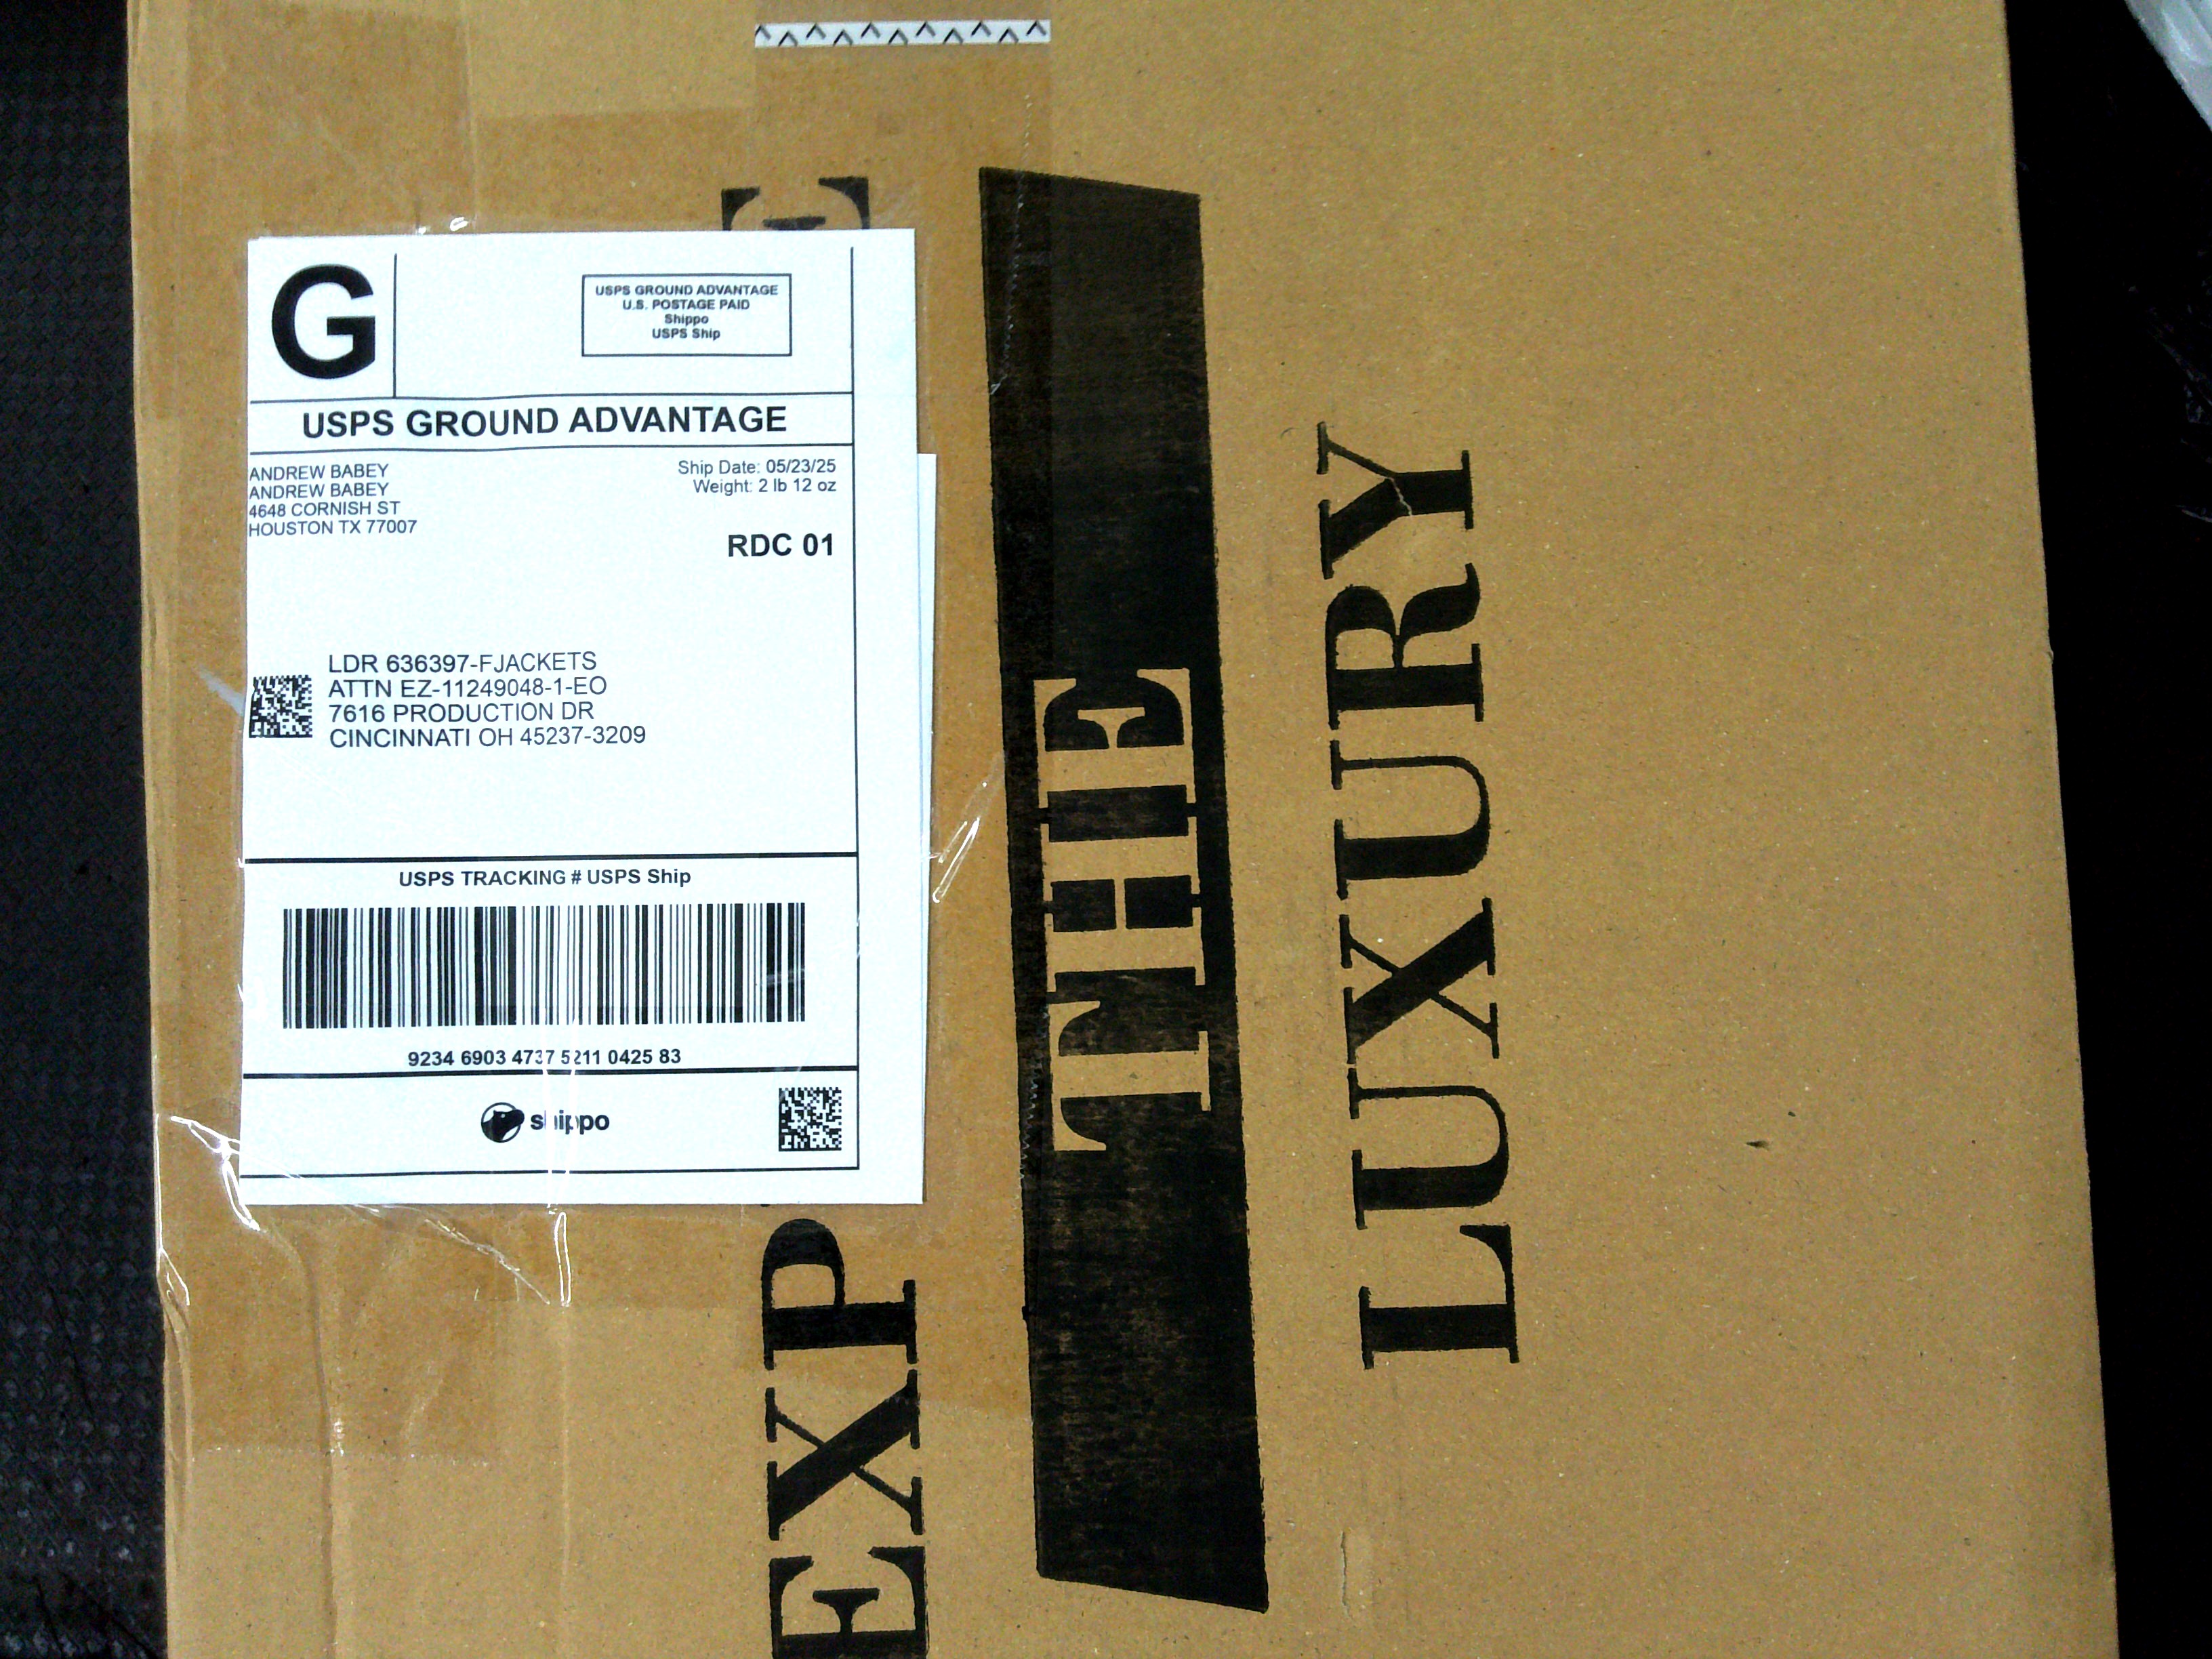 G
USPS GROUND ADVANTAGE
U.S. POSTAGE PAID
Shippo
USPS Ship
USPS GROUND ADVANTAGE
ANDREW BABEY
ANDREW BABEY
4648 CORNISH ST
HOUSTON TX 77007
Ship Date: 05/23/25
Weight: 2 lb 12 oz
RDC 01
LDR 636397-FJACKETS
ATTN EZ-11249048-1-EO
7616 PRODUCTION DR
CINCINNATI OH 45237-3209
USPS TRACKING # USPS Ship
9234 6903 4737 5211 0425 83
shippo
THE
LUXURY